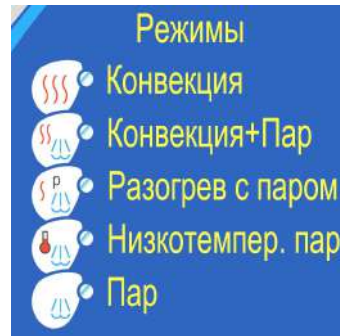 Режимы
Конвекция
Конвекция+Пар
P
Разогрев с паром
Низкотемпер. пар
Пар